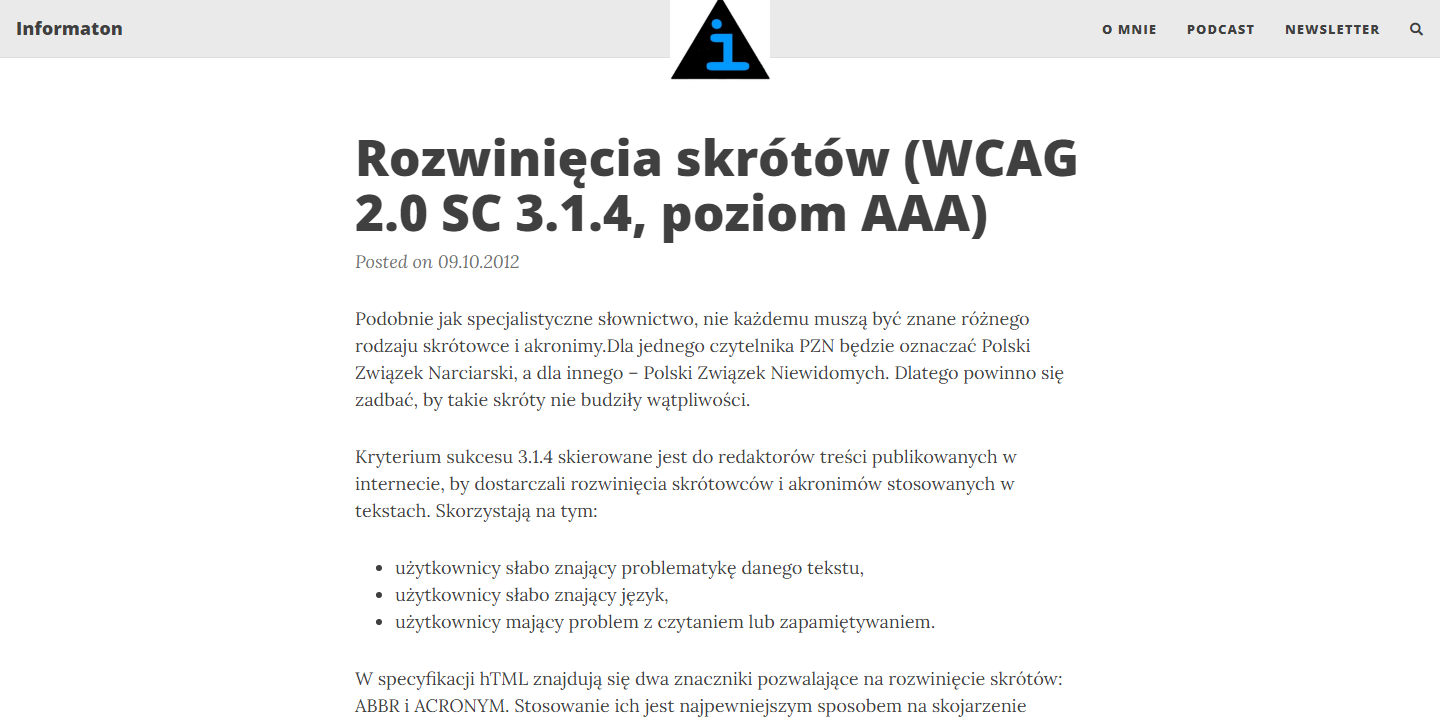 Informaton
i
O MNIE
PODCAST
NEWSLETTER
Rozwinięcia skrótów (WCAG
2.0 SC 3.1.4, poziom AAA)
Posted on 09.10.2012
Podobnie jak specjalistyczne słownictwo, nie każdemu muszą być znane różnego
rodzaju skrótowce i akronimy.Dla jednego czytelnika PZN będzie oznaczać Polski
Związek Narciarski, a dla innego – Polski Związek Niewidomych. Dlatego powinno się
zadbać, by takie skróty nie budziły wątpliwości.
Kryterium sukcesu 3.1.4 skierowane jest do redaktorów treści publikowanych w
internecie, by dostarczali rozwinięcia skrótowców i akronimów stosowanych w
tekstach. Skorzystają na tym:
• użytkownicy słabo znający problematykę danego tekstu,
• użytkownicy słabo znający język,
• użytkownicy mający problem z czytaniem lub zapamiętywaniem.
W specyfikacji hTML znajdują się dwa znaczniki pozwalające na rozwinięcie skrótów:
ABBR i ACRONYM. Stosowanie ich jest najpewniejszym sposobem na skojarzenie